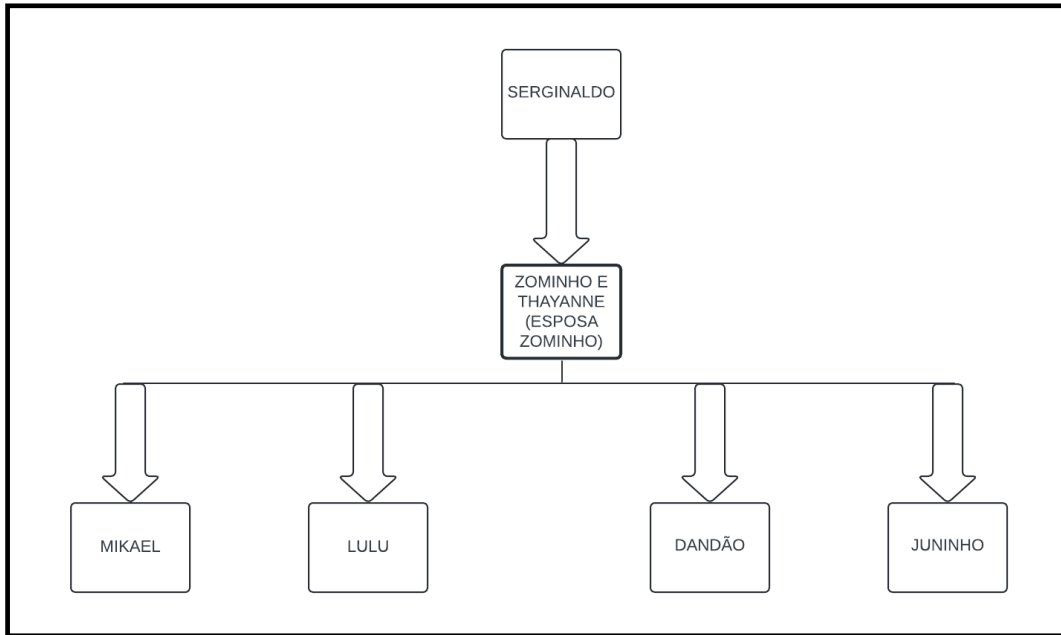 SERGINALDO
ZOMINHO E
THAYANNE
(ESPOSA
ZOMINHO)
MIKAEL
LULU
DANDÃO
JUNINHO